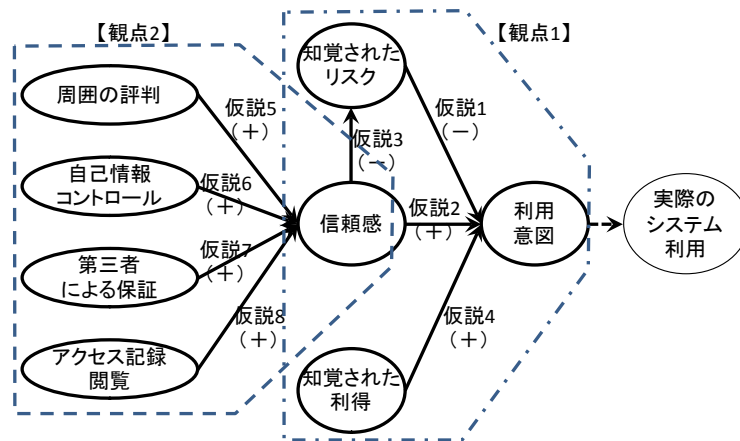 【観点2】
【観点1】
知覚された
リスク
周囲の評判
仮説5
(+)
仮説1
(-)
仮説3
(-)
自己情報
コントロール
仮説6
(+)
信頼感
仮説2
(+)
利用
意図
実際の
システム
利用
第三者
による保証
仮説7
(+)
仮説8
(+)
仮説4
(+)
アクセス記録
閲覧
知覚された
利得